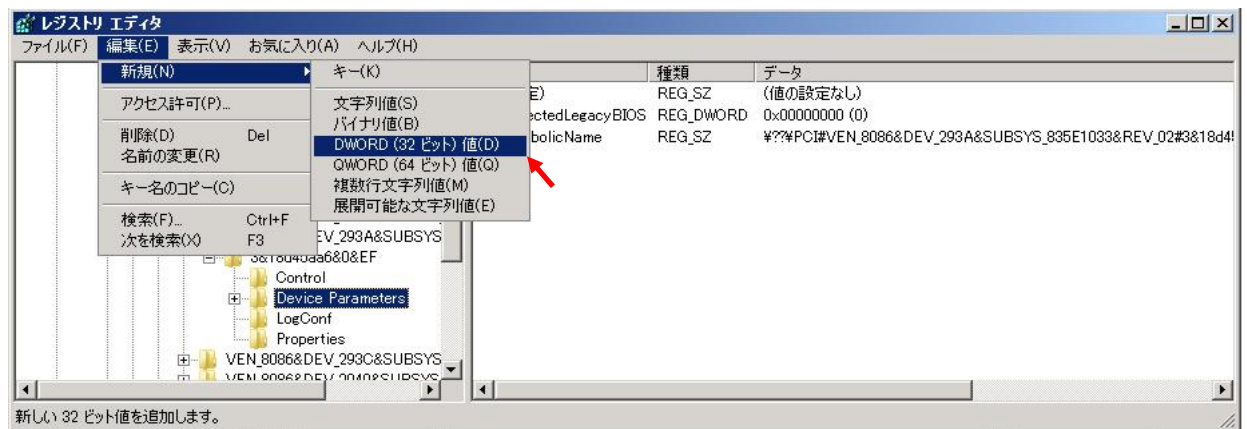 レジストリ エディタ
ファイル(F) 編集(E) 表示(V) お気に入り(A) ヘルプ(H)
新規(N)
アクセス許可(P)...
削除(D) Del
名前の変更(R)
キー名のコピー(C)
検索(F)... Ctrl+F
次を検索(X) F3
キー(K)
文字列値(S)
バイナリ値(B)
DWORD (32 ビット) 値(D)
QWORD (64 ビット) 値(Q)
複数行文字列値(M)
展開可能な文字列値(E)
EV_293A&SUBSYS
3&18d45aa6&0&EF
Control
Device Parameters
LogConf
Properties
VEN_8086&DEV_293C&SUBSYS
種類 データ
定) REG_SZ (値の設定なし)
ectedLegacyBIOS REG_DWORD 0x00000000 (0)
bolicName REG_SZ ¥??¥PCI#VEN_8086&DEV_293A&SUBSYS_835E1033&REV_02#3&18d4
新しい 32 ビット値を追加します。